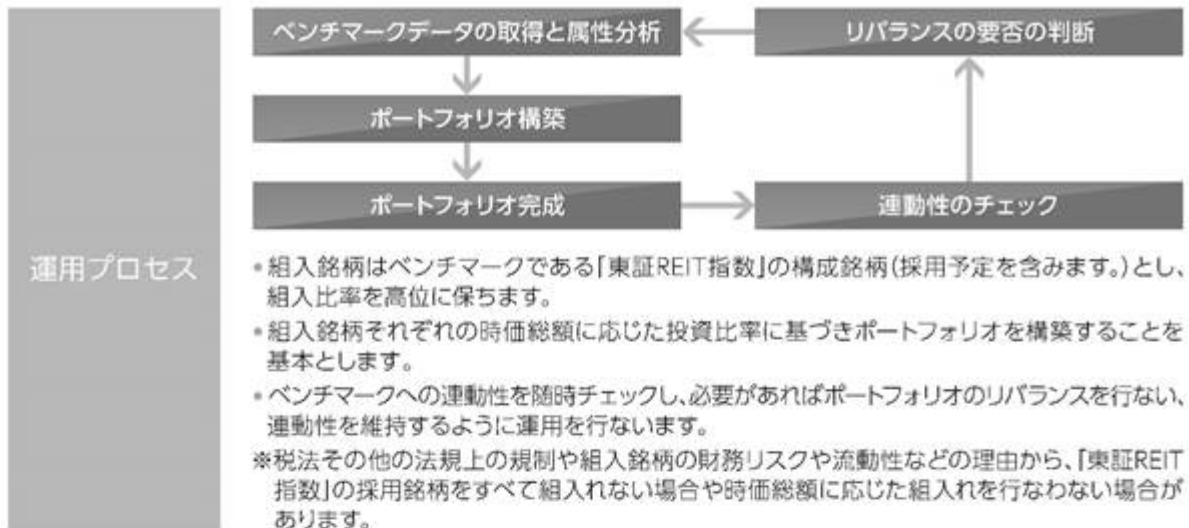 運用プロセス
ベンチマークデータの取得と属性分析
リバランスの要否の判断
ポートフォリオ構築
ポートフォリオ完成
連動性のチェック
•組入銘柄はベンチマークである「東証REIT指数」の構成銘柄(採用予定を含みます。)とし、
組入比率を高位に保ちます。
•組入銘柄それぞれの時価総額に応じた投資比率に基づきポートフォリオを構築することを
基本とします。
•ベンチマークへの連動性を随時チェックし、必要があればポートフォリオのリバランスを行ない、
連動性を維持するように運用を行ないます。
※税法その他の法規上の規制や組入銘柄の財務リスクや流動性などの理由から、「東証REIT
指数」の採用銘柄をすべて組入れない場合や時価総額に応じた組入れを行なわない場合が
あります。